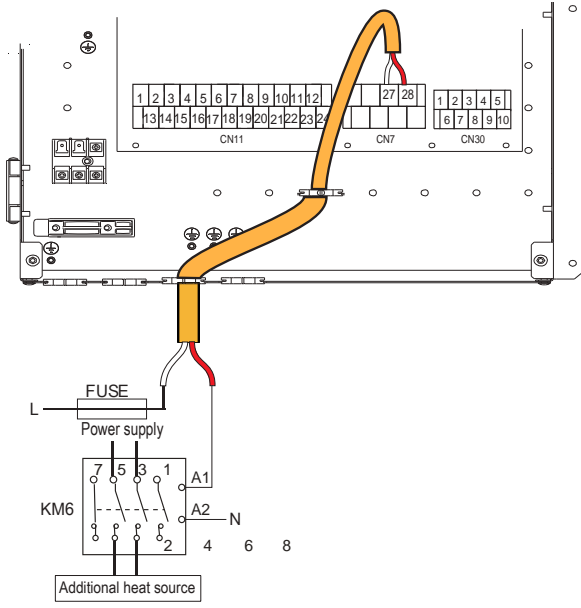 1 2 3 4 5 6 7 8 9 10 11 12
13 14 15 16 17 18 19 20 21 22 23 24
CN11
27 28
CN7
1 2 3 4 5
6 7 8 9 10
CN30
FUSE
L
Power supply
7 5 3 1
A1
KM6
A2
N
2 4 6 8
Additional heat source